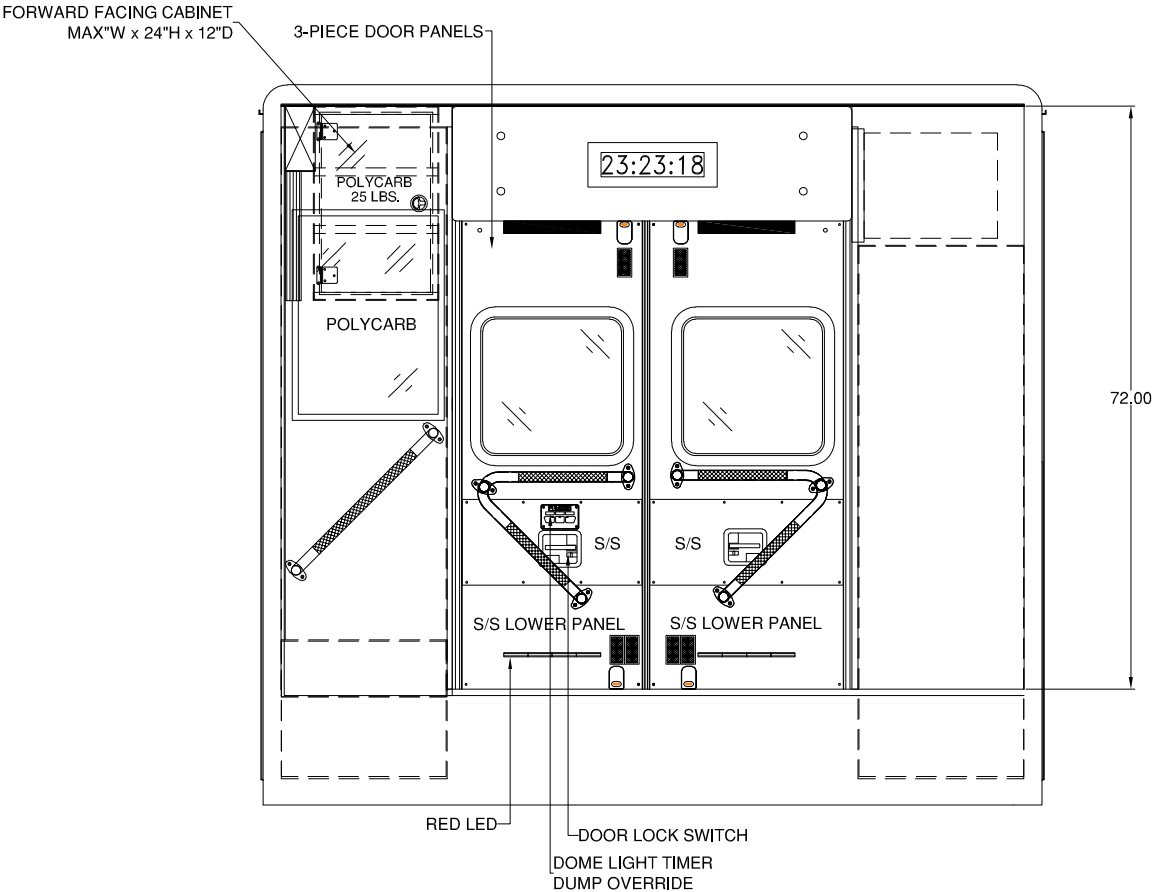 FORWARD FACING CABINET
MAX"W x 24"H x 12"D
3-PIECE DOOR PANELS
23:23:18
POLYCARB
25 LBS.
POLYCARB
72.00
S/S
S/S
S/S LOWER PANEL
S/S LOWER PANEL
RED LED
DOOR LOCK SWITCH
DOME LIGHT TIMER
DUMP OVERRIDE